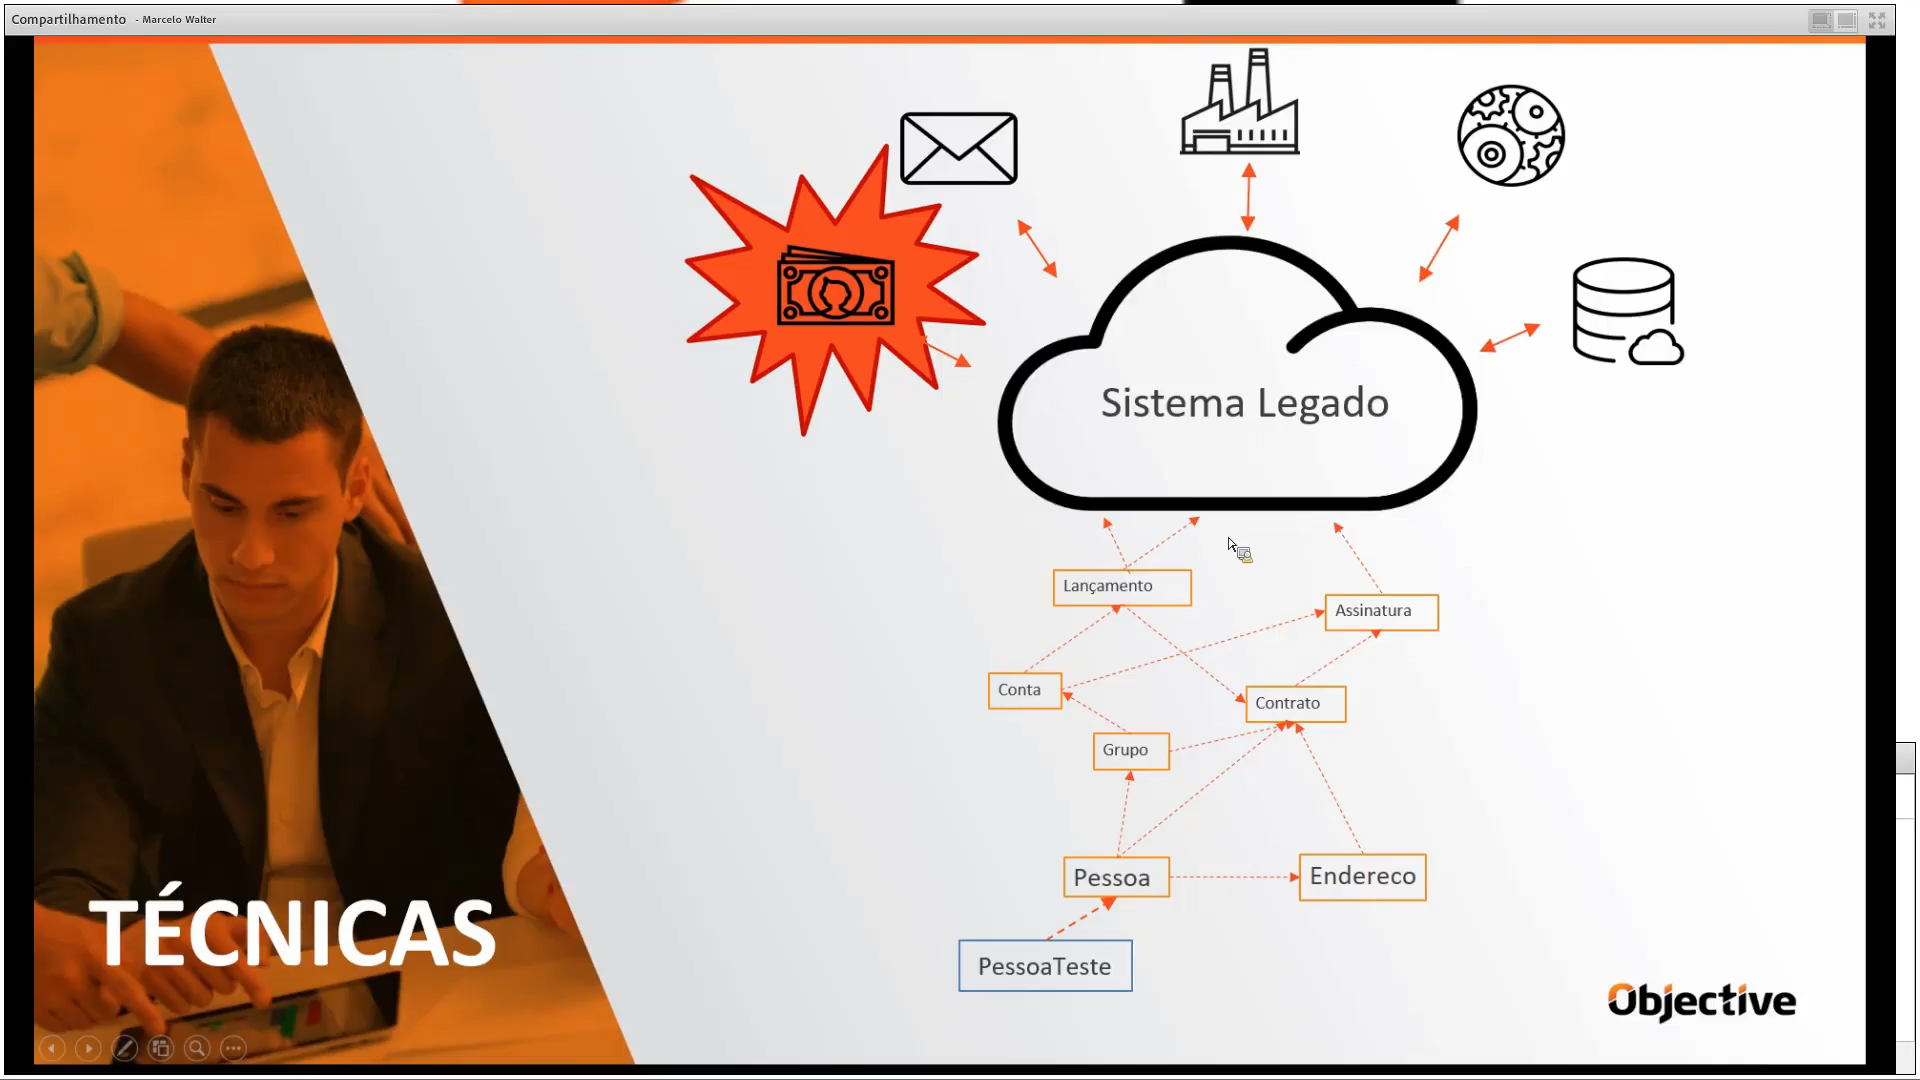 Compartilhamento - Marcelo Walter
Sistema Legado
Lançamento
Assinatura
Conta
Contrato
Grupo
Pessoa
Endereco
PessoaTeste
TÉCNICAS
Objective